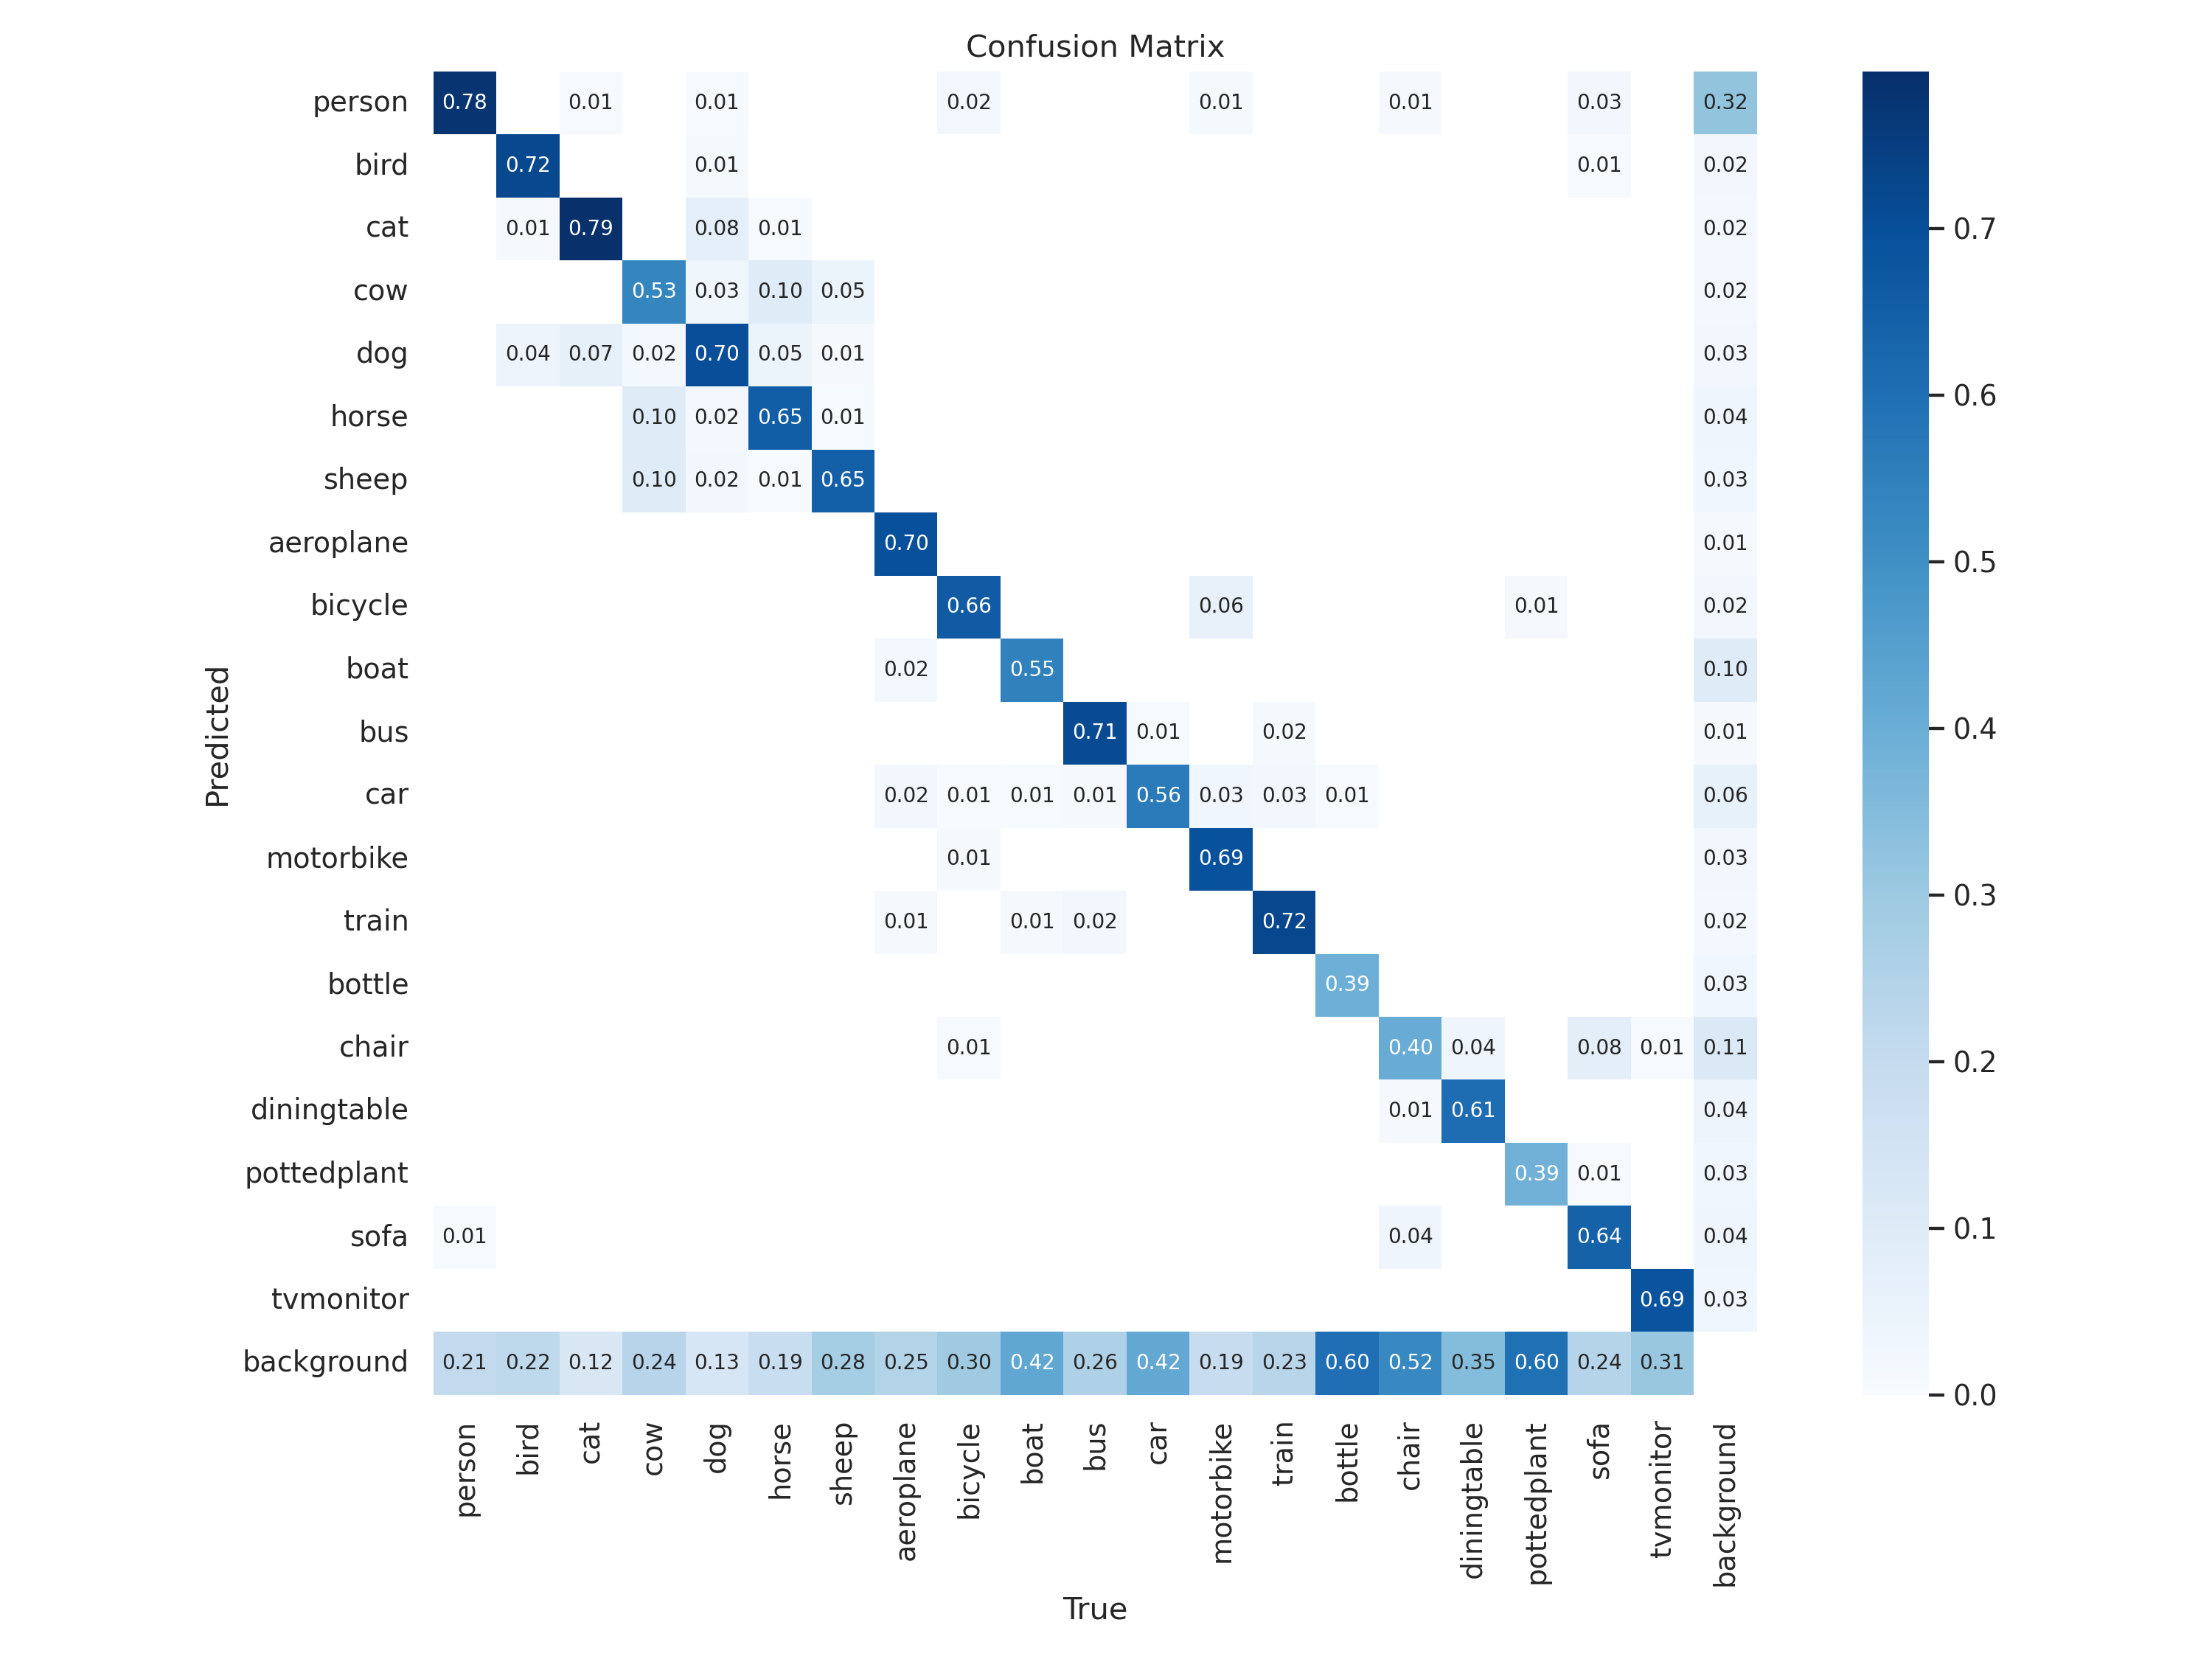 Confusion Matrix
person 0.78 0.01 0.01 0.02 0.01 0.01 0.03 0.32
bird 0.72 0.01 0.01 0.02
cat 0.01 0.79 0.08 0.01 0.02 0.7
cow 0.53 0.03 0.10 0.05 0.02
dog 0.04 0.07 0.02 0.70 0.05 0.01 0.03
horse 0.10 0.02 0.65 0.01 0.04 0.6
sheep 0.10 0.02 0.01 0.65 0.03
aeroplane 0.70 0.01 0.5
bicycle 0.66 0.06 0.01 0.02
boat 0.02 0.55 0.10
Predicted
bus 0.71 0.01 0.02 0.01 0.4
car 0.02 0.01 0.01 0.01 0.56 0.03 0.03 0.01 0.06
motorbike 0.01 0.69 0.03
train 0.01 0.01 0.02 0.72 0.02 0.3
bottle 0.39 0.03
chair 0.01 0.40 0.04 0.08 0.01 0.11 0.2
diningtable 0.01 0.61 0.04
pottedplant 0.39 0.01 0.03
sofa 0.01 0.04 0.64 0.04 0.1
tvmonitor 0.69 0.03
background 0.21 0.22 0.12 0.24 0.13 0.19 0.28 0.25 0.30 0.42 0.26 0.42 0.19 0.23 0.60 0.52 0.35 0.60 0.24 0.31 0.0
person bird cat cow dog horse sheep aeroplane bicycle boat bus car motorbike train bottle chair diningtable pottedplant sofa tvmonitor background
True